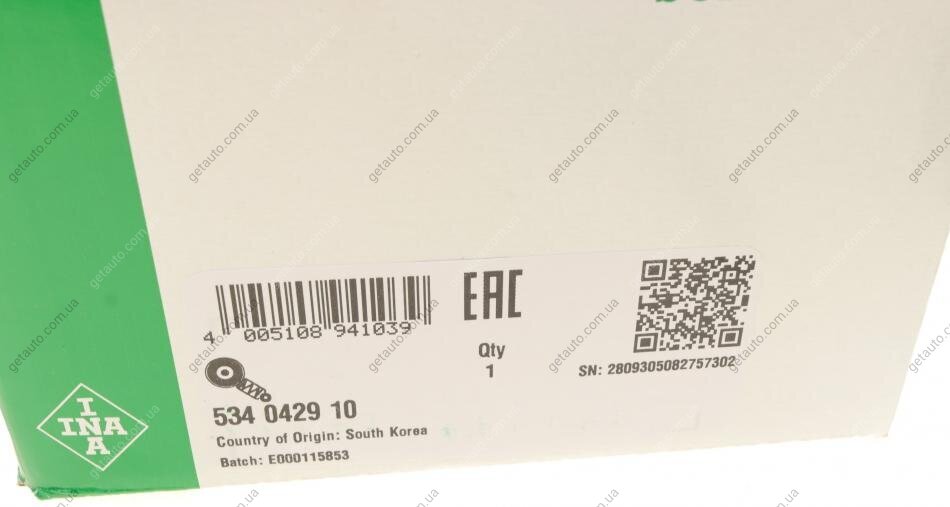 EAC
4 005108 941039
Qty
1
SN: 2809305082757302
534 0429 10
Country of Origin: South Korea
Batch: E000115853
INA
INA
getauto.com.ua